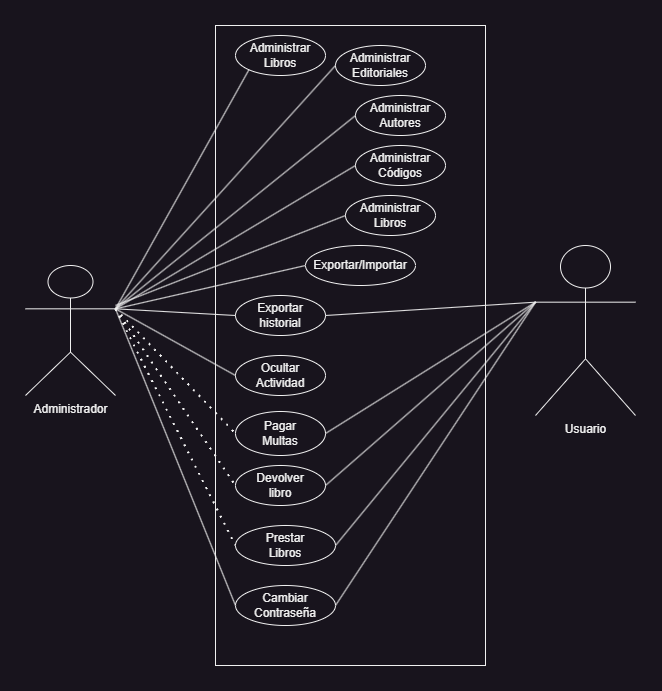 Administrar
Libros
Administrar
Editoriales
Administrar
Autores
Administrar
Códigos
Administrar
Libros
Exportar/Importar
Exportar
historial
Ocultar
Actividad
Pagar
Multas
Devolver
libro
Prestar
Libros
Cambiar
Contraseña
Administrador
Usuario